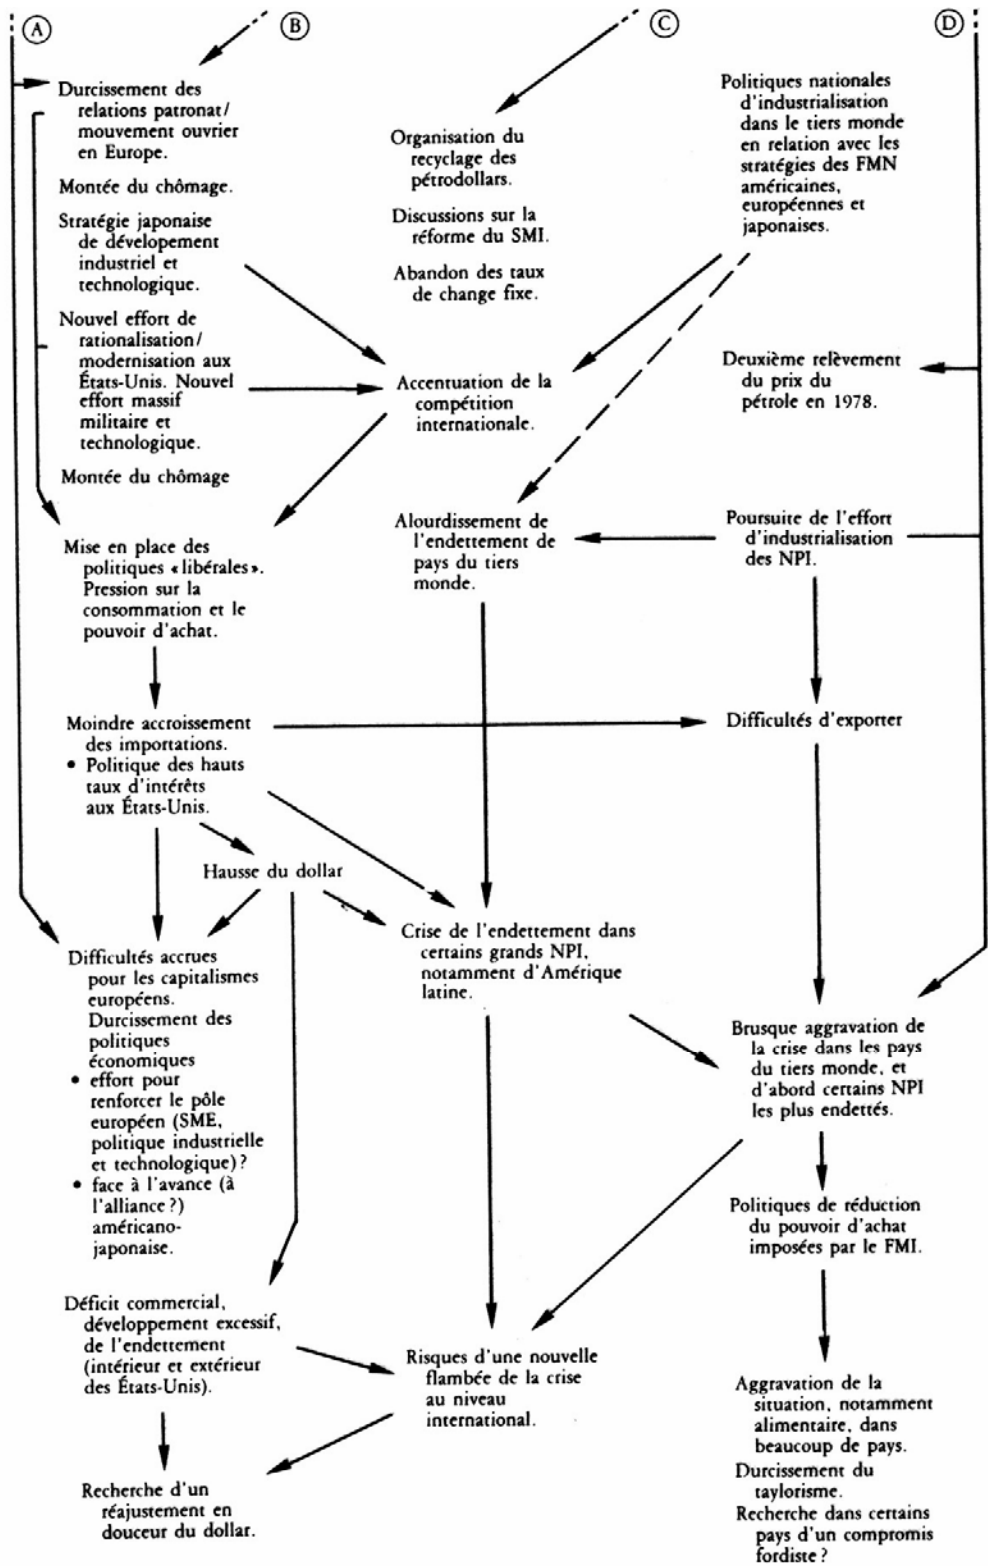 A
B
C
D
Durcissement des
relations patronat/
mouvement ouvrier
en Europe.
Montée du chômage.
Stratégie japonaise
de dévelopement
industriel et
technologique.
Nouvel effort de
rationalisation/
modernisation aux
États-Unis. Nouvel
effort massif
militaire et
technologique.
Montée du chômage
Organisation du
recyclage des
pétrodollars.
Discussions sur la
réforme du SMI.
Abandon des taux
de change fixe.
Politiques nationales
d'industrialisation
dans le tiers monde
en relation avec les
stratégies des FMN
américaines,
européennes et
japonaises.
Accentuation de la
compétition
internationale.
Deuxième relèvement
du prix du
pétrole en 1978.
Mise en place des
politiques « libérales ».
Pression sur la
consommation et le
pouvoir d'achat.
Alourdissement de
l'endettement de
pays du tiers
monde.
Poursuite de l'effort
d'industrialisation
des NPI.
Moindre accroissement
des importations.
• Politique des hauts
taux d'intérêts
aux États-Unis.
Difficultés d'exporter
Hausse du dollar
Difficultés accrues
pour les capitalismes
européens.
Durcissement des
politiques
économiques
• effort pour
renforcer le pôle
européen (SME,
politique industrielle
et technologique) ?
• face à l'avance (à
l'alliance ?)
américano-
japonaise.
Crise de l'endettement dans
certains grands NPI,
notamment d'Amérique
latine.
Brusque aggravation de
la crise dans les pays
du tiers monde, et
d'abord certains NPI
les plus endettés.
Politiques de réduction
du pouvoir d'achat
imposées par le FMI.
Déficit commercial,
développement excessif,
de l'endettement
(intérieur et extérieur
des États-Unis).
Risques d'une nouvelle
flambée de la crise
au niveau
international.
Aggravation de la
situation, notamment
alimentaire, dans
beaucoup de pays.
Durcissement du
taylorisme.
Recherche dans certains
pays d'un compromis
fordiste ?
Recherche d'un
réajustement en
douceur du dollar.